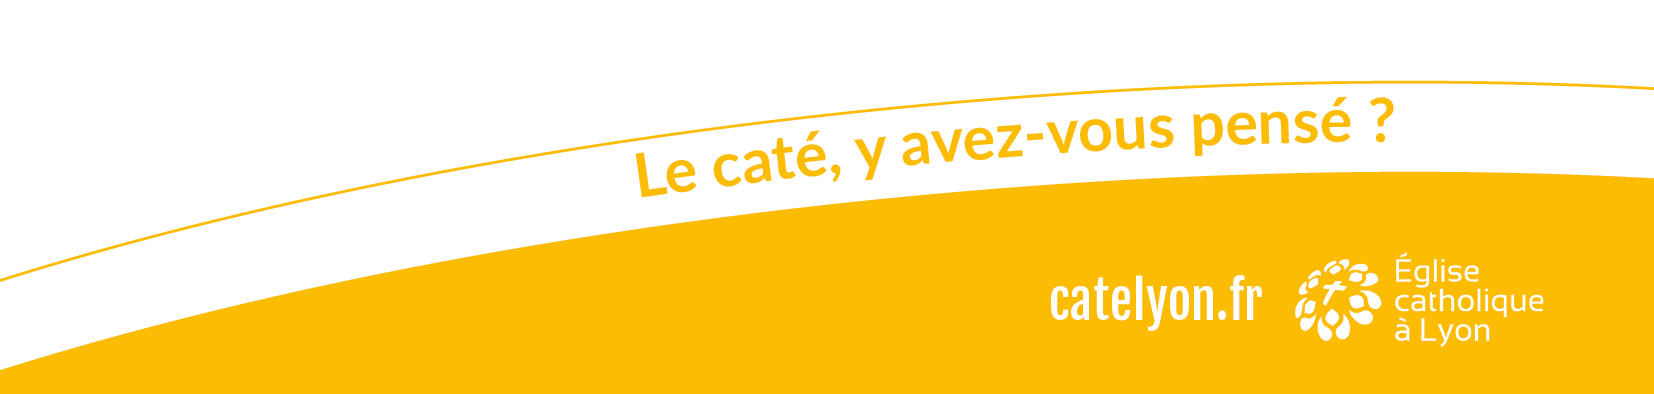 Le caté, y avez-vous pensé ?
catelyon.fr
Église
catholique
à Lyon